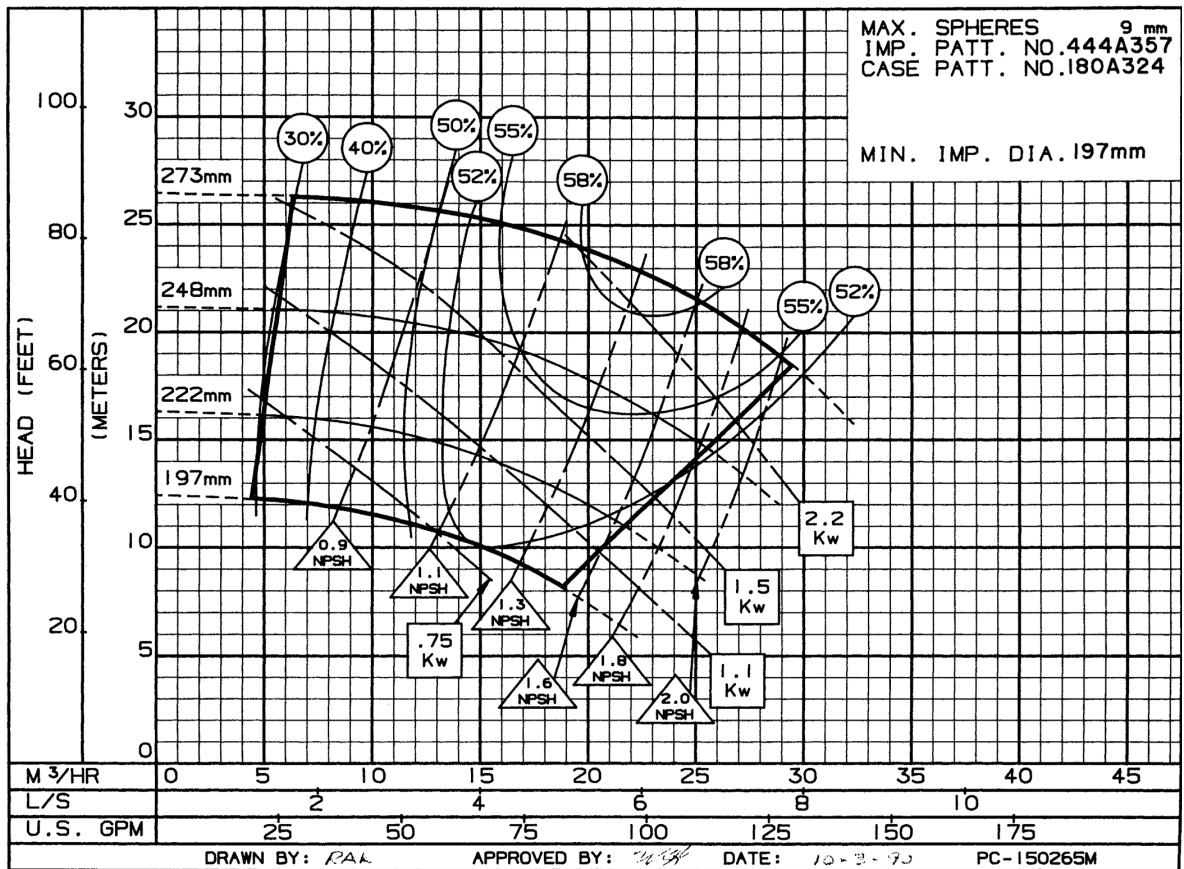 MAX. SPHERES 9 mm
IMP. PATT. NO. 444A357
CASE PATT. NO. 180A324
MIN. IMP. DIA. 197mm
HEAD (FEET)
(METERS)
100
80
60
40
20
30
25
20
15
10
5
0
30%
40%
50%
52%
55%
58%
58%
55%
52%
273mm
248mm
222mm
197mm
0.9 NPSH
1.1 NPSH
1.3 NPSH
1.6 NPSH
1.8 NPSH
2.0 NPSH
.75 Kw
1.1 Kw
1.5 Kw
2.2 Kw
M³/HR 0 5 10 15 20 25 30 35 40 45
L/S 2 4 6 8 10
U.S. GPM 25 50 75 100 125 150 175
DRAWN BY: RAK APPROVED BY: DATE: 10-3-90 PC-150265M